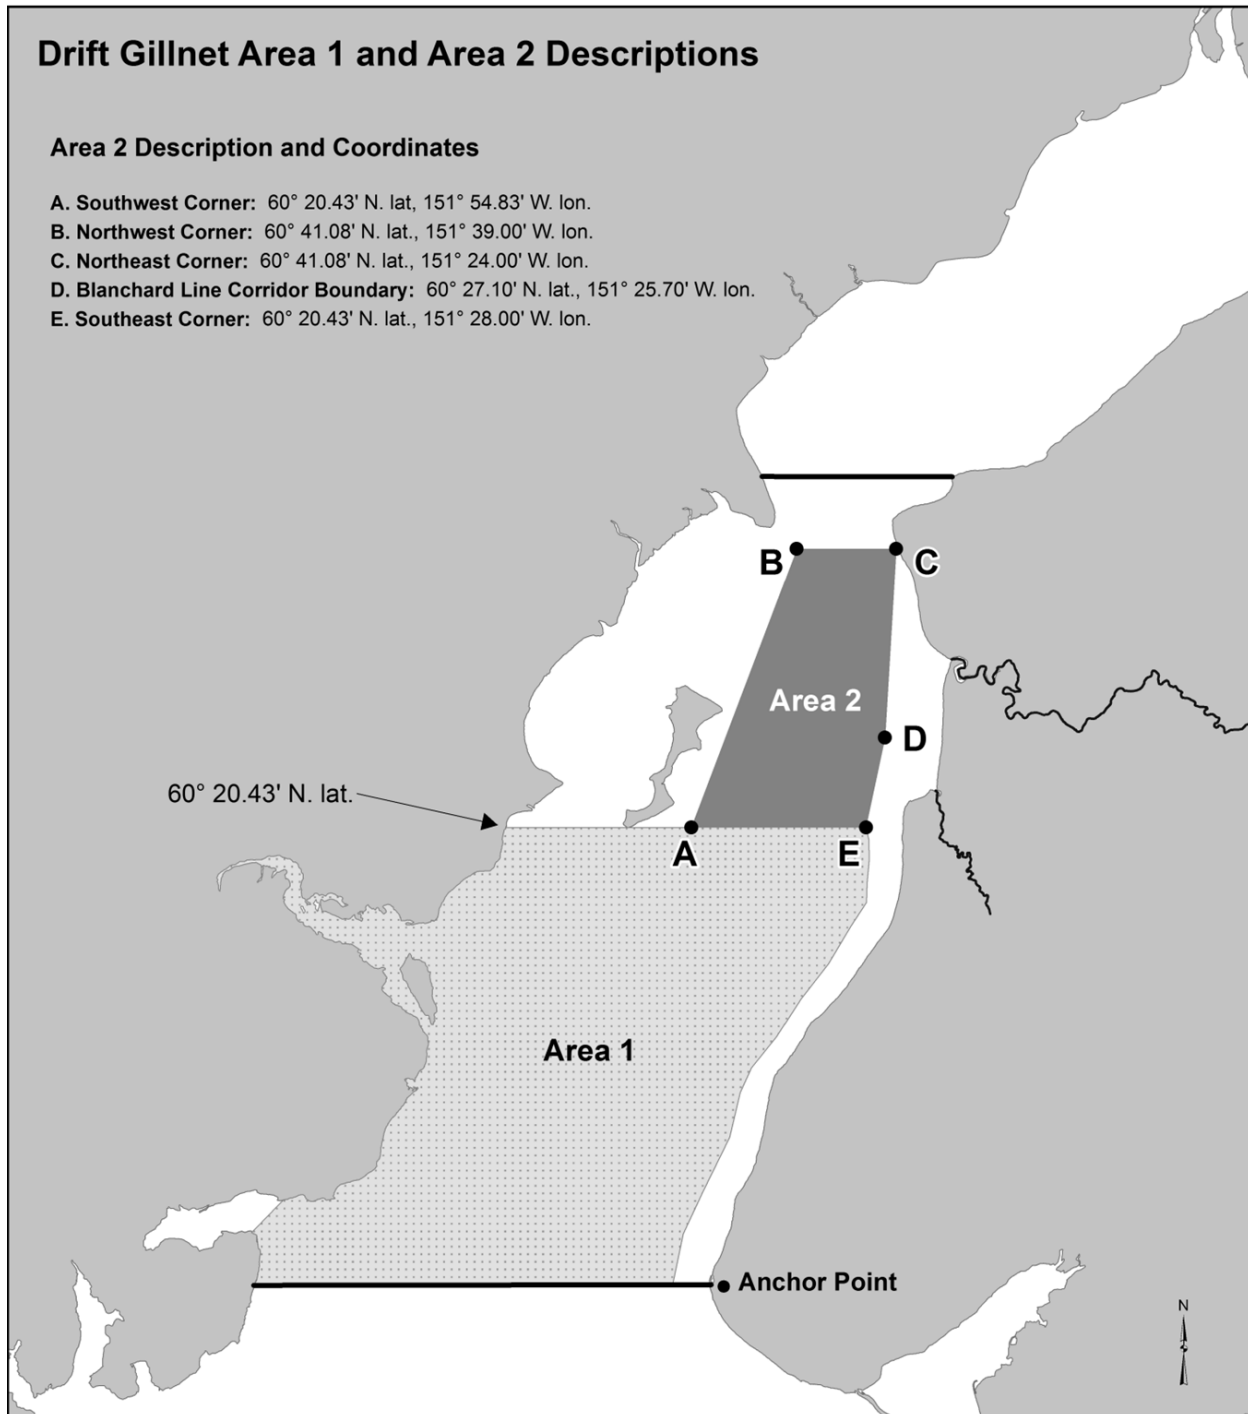 Drift Gillnet Area 1 and Area 2 Descriptions
Area 2 Description and Coordinates
A. Southwest Corner: 60° 20.43' N. lat, 151° 54.83' W. lon.
B. Northwest Corner: 60° 41.08' N. lat., 151° 39.00' W. lon.
C. Northeast Corner: 60° 41.08' N. lat., 151° 24.00' W. lon.
D. Blanchard Line Corridor Boundary: 60° 27.10' N. lat., 151° 25.70' W. lon.
E. Southeast Corner: 60° 20.43' N. lat., 151° 28.00' W. lon.
B
C
Area 2
D
60° 20.43' N. lat.
A
E
Area 1
Anchor Point
N